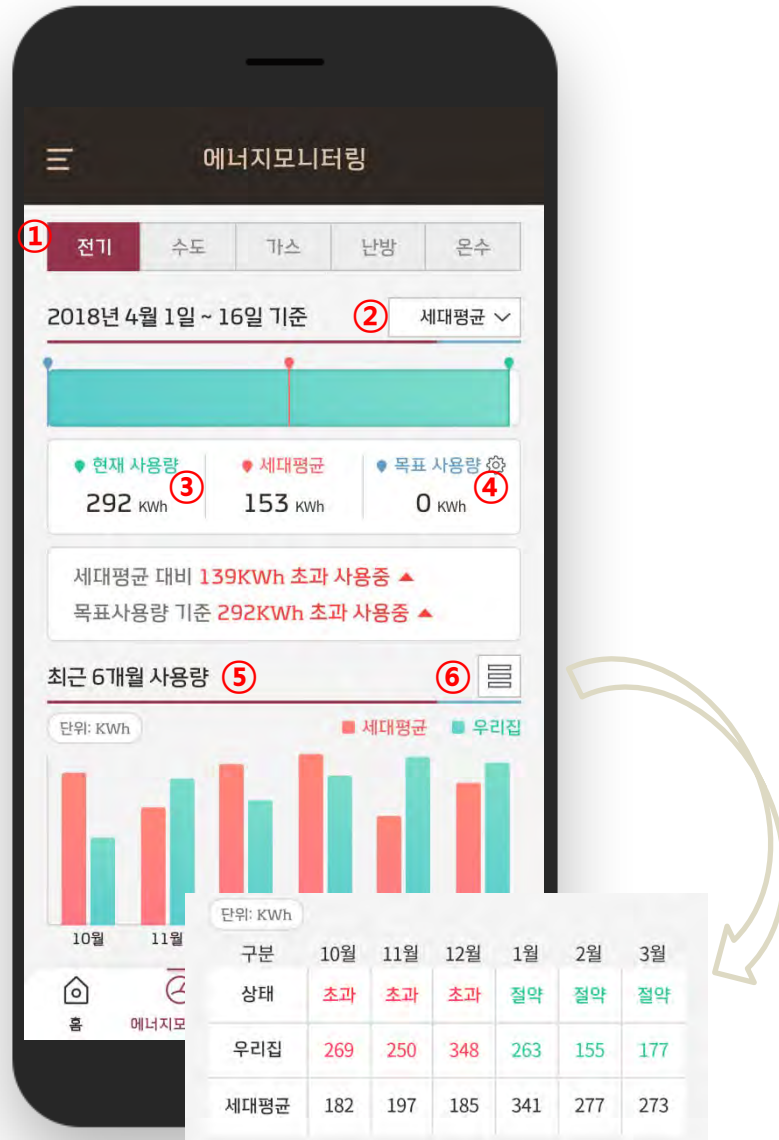 에너지모니터링
① 전기 수도 가스 난방 온수
2018년 4월 1일 ~ 16일 기준 ② 세대평균
현재 사용량 세대평균 목표 사용량
292 KWh ③ 153 KWh 0 KWh ④
세대평균 대비 139KWh 초과 사용중 ▲
목표사용량 기준 292KWh 초과 사용중 ▲
최근 6개월 사용량 ⑤ ⑥
단위: KWh 세대평균 우리집
10월 11월
홈
단위: KWh
구분 10월 11월 12월 1월 2월 3월
상태 초과 초과 초과 절약 절약 절약
우리집 269 250 348 263 155 177
세대평균 182 197 185 341 277 273